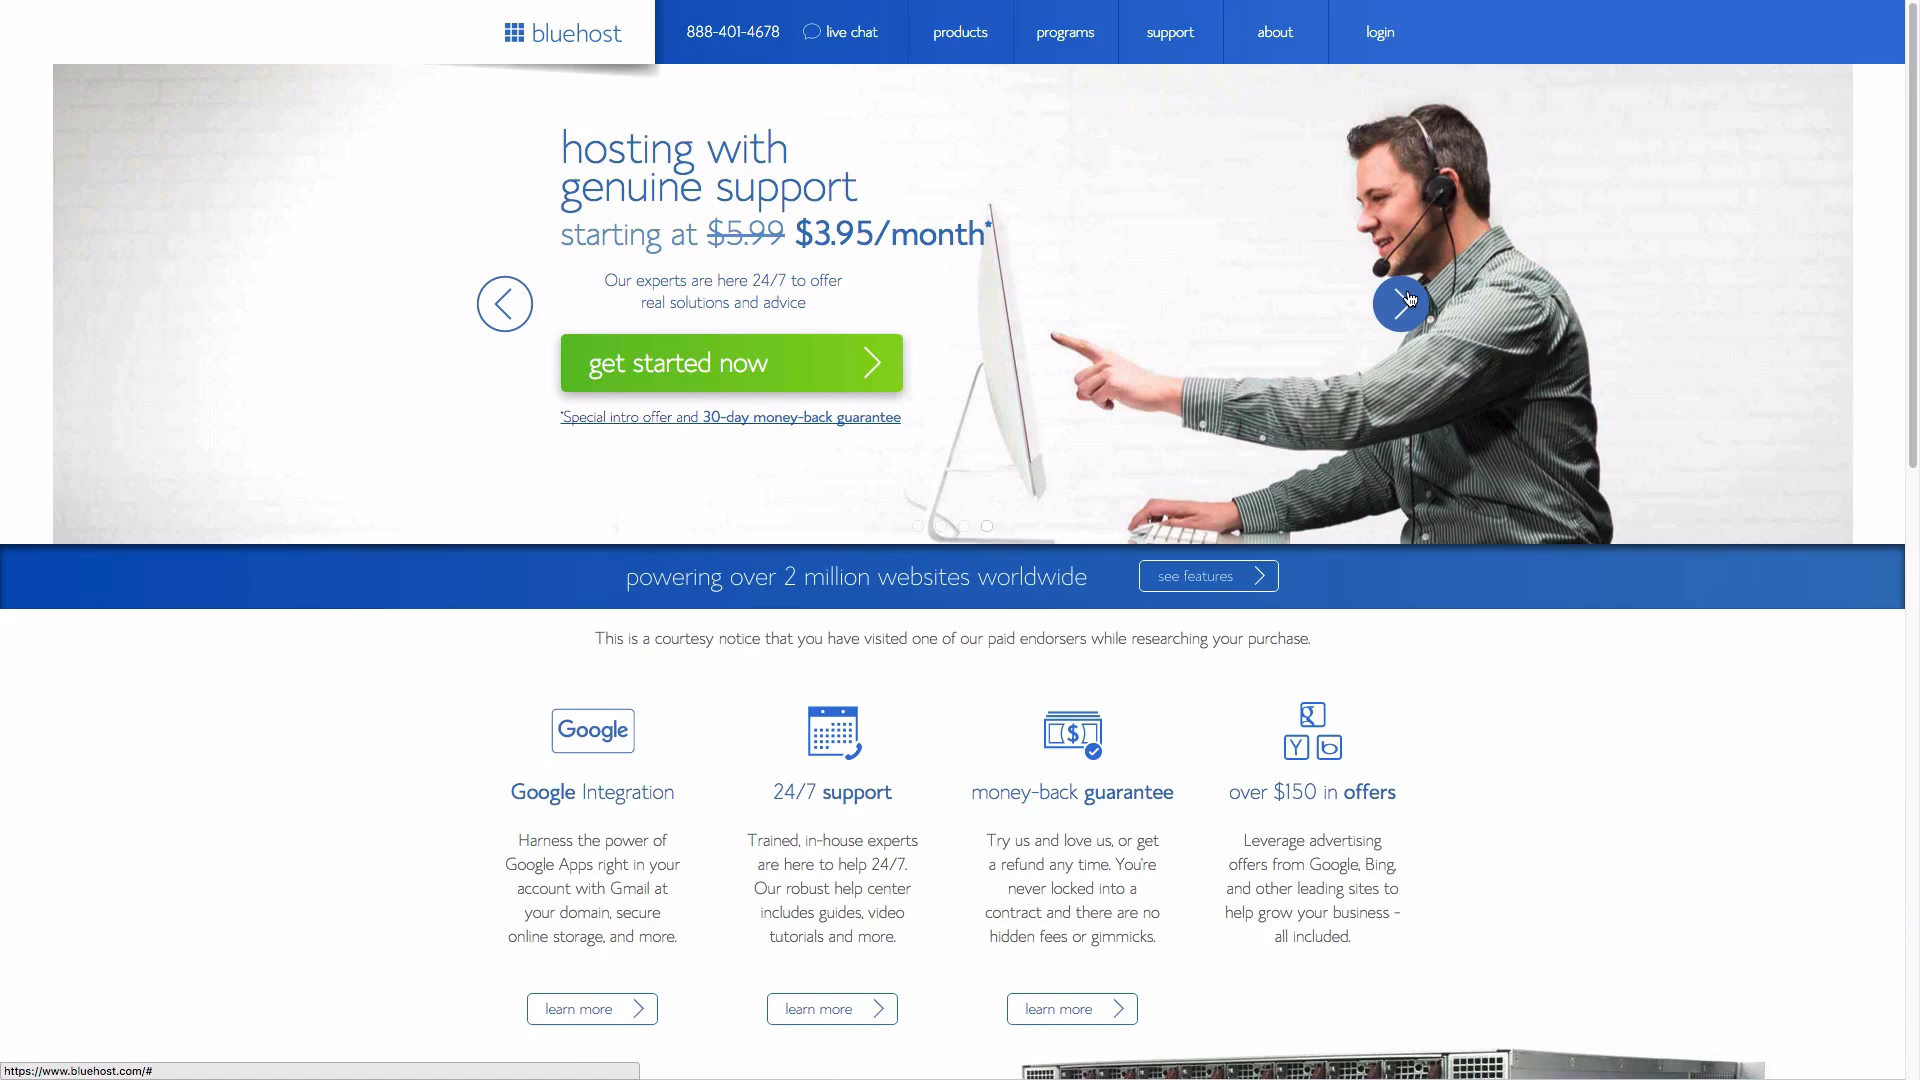 bluehost
888-401-4678 live chat products programs support about login
hosting with
genuine support
starting at $5.99 $3.95/month*
Our experts are here 24/7 to offer
real solutions and advice
get started now
*Special intro offer and 30-day money-back guarantee
powering over 2 million websites worldwide see features
This is a courtesy notice that you have visited one of our paid endorsers while researching your purchase.
Google
Google Integration
Harness the power of
Google Apps right in your
account with Gmail at
your domain, secure
online storage, and more.
learn more
24/7 support
Trained, in-house experts
are here to help 24/7.
Our robust help center
includes guides, video
tutorials and more.
learn more
$
money-back guarantee
Try us and love us, or get
a refund any time. You're
never locked into a
contract and there are no
hidden fees or gimmicks.
learn more
g
Y b
over $150 in offers
Leverage advertising
offers from Google, Bing,
and other leading sites to
help grow your business -
all included.
https://www.bluehost.com/#